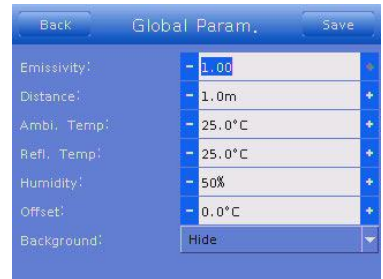 Back Global Param. Save
Emissivity: - 1.00 +
Distance: - 1.0m +
Ambi. Temp: - 25.0°C +
Refl. Temp: - 25.0°C +
Humidity: - 50% +
Offset: - 0.0°C +
Background: Hide